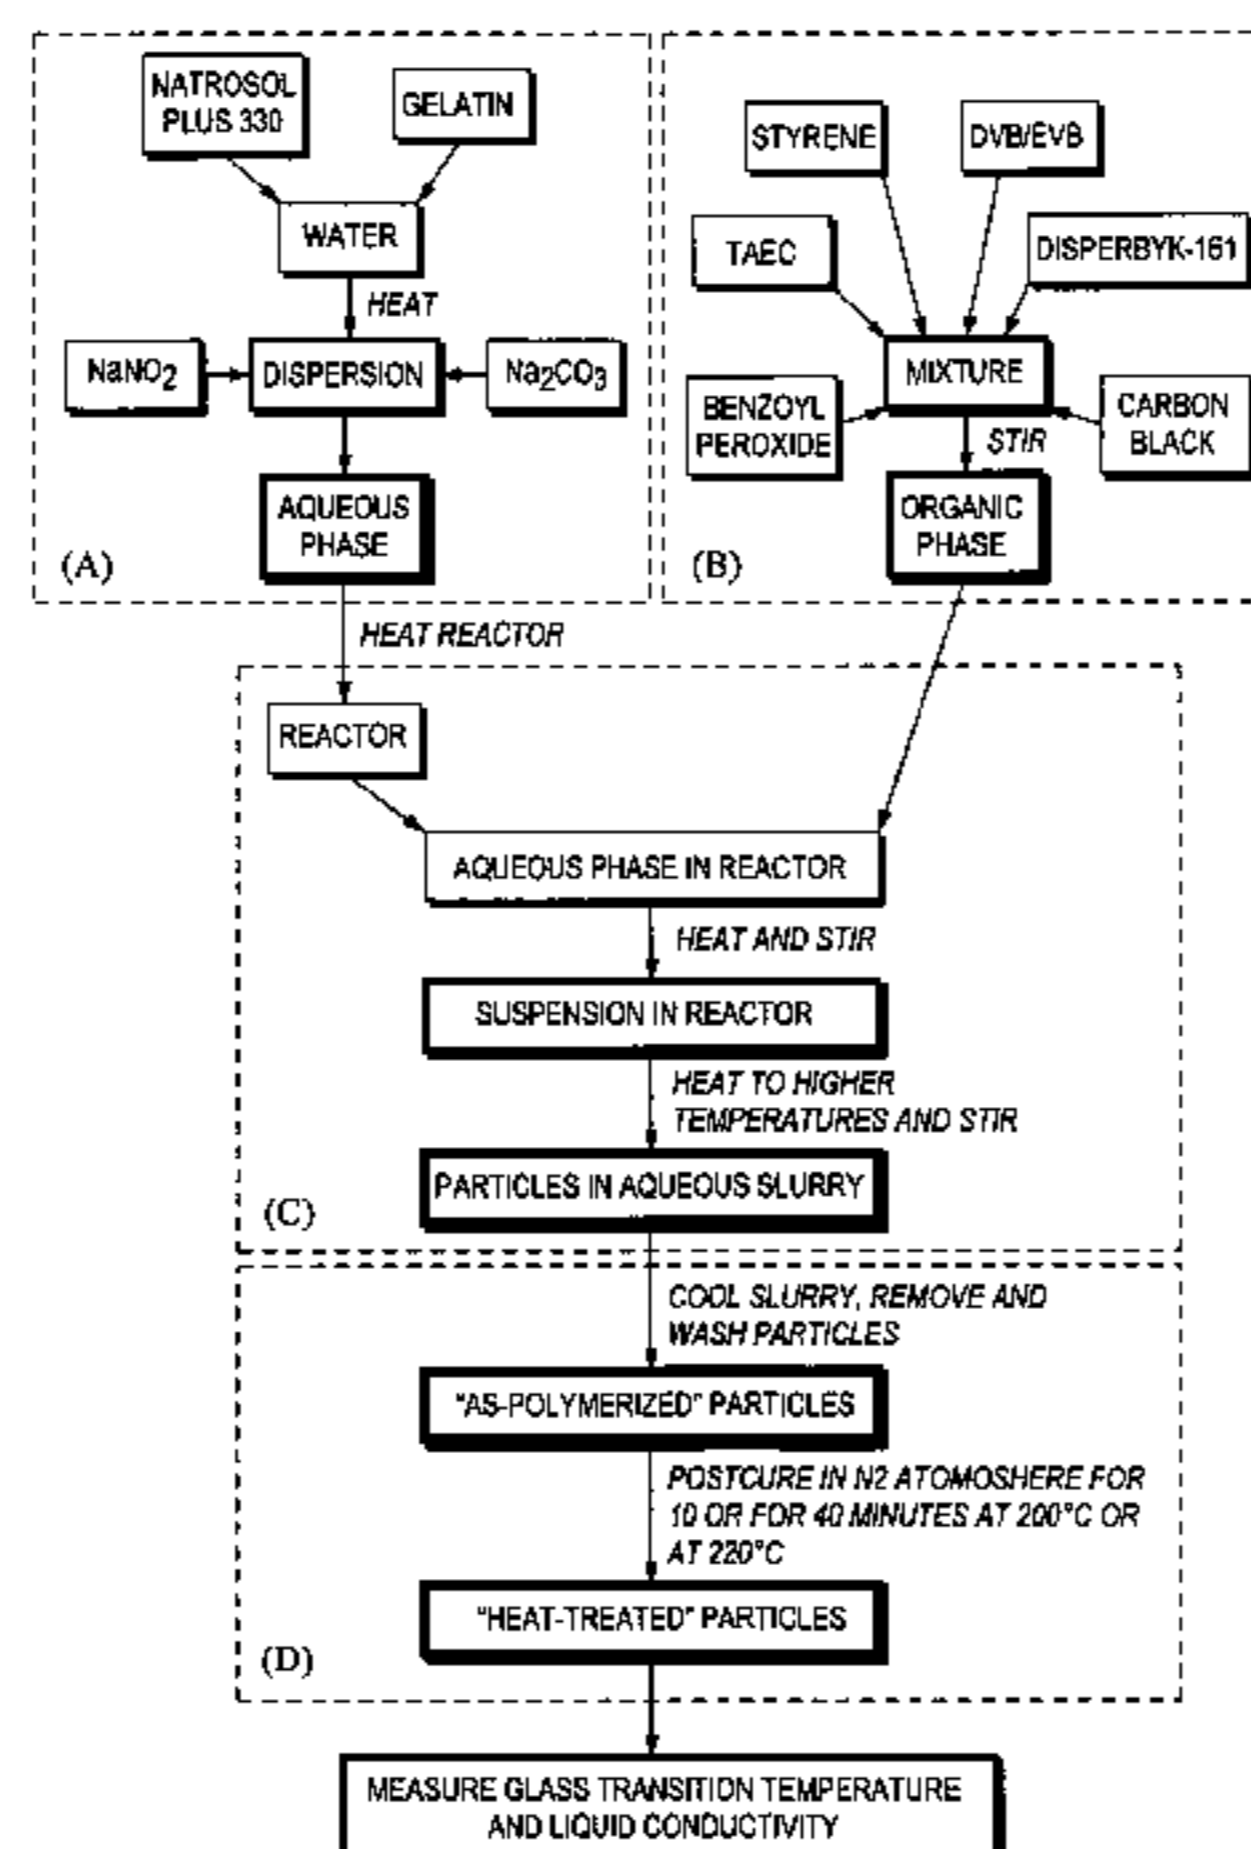 NATROSOL
PLUS 330
GELATIN
WATER
HEAT
NaNO2
DISPERSION
Na2CO3
AQUEOUS
PHASE
(A)
STYRENE
DVB/EVB
TAEC
DISPERBYK-161
MIXTURE
BENZOYL
PEROXIDE
CARBON
BLACK
STIR
ORGANIC
PHASE
(B)
HEAT REACTOR
REACTOR
AQUEOUS PHASE IN REACTOR
HEAT AND STIR
SUSPENSION IN REACTOR
HEAT TO HIGHER
TEMPERATURES AND STIR
PARTICLES IN AQUEOUS SLURRY
(C)
COOL SLURRY, REMOVE AND
WASH PARTICLES
"AS-POLYMERIZED" PARTICLES
POSTCURE IN N2 ATOMOSHERE FOR
10 OR FOR 40 MINUTES AT 200°C OR
AT 220°C
"HEAT-TREATED" PARTICLES
(D)
MEASURE GLASS TRANSITION TEMPERATURE
AND LIQUID CONDUCTIVITY